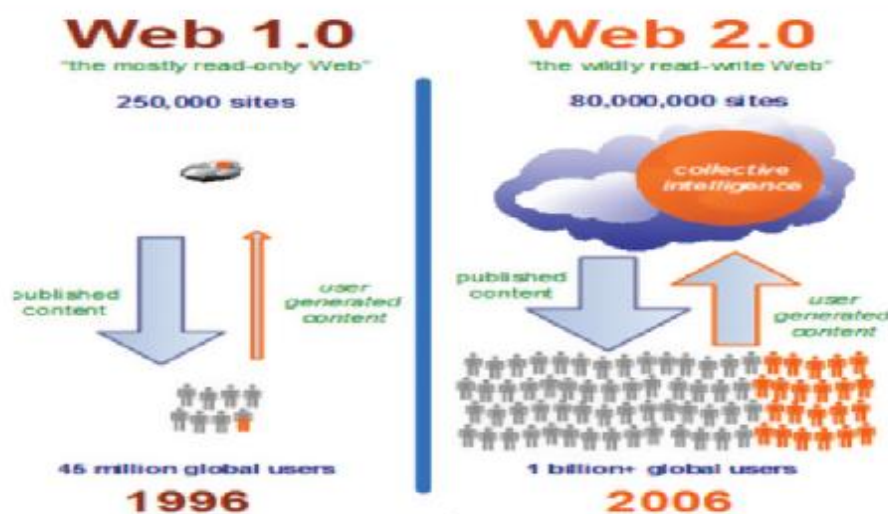 Web 1.0
"the mostly read-only Web"
250,000 sites
published
content
user
generated
content
45 million global users
1996
Web 2.0
"the wildly read-write Web"
80,000,000 sites
collective
intelligence
published
content
user
generated
content
1 billion+ global users
2006